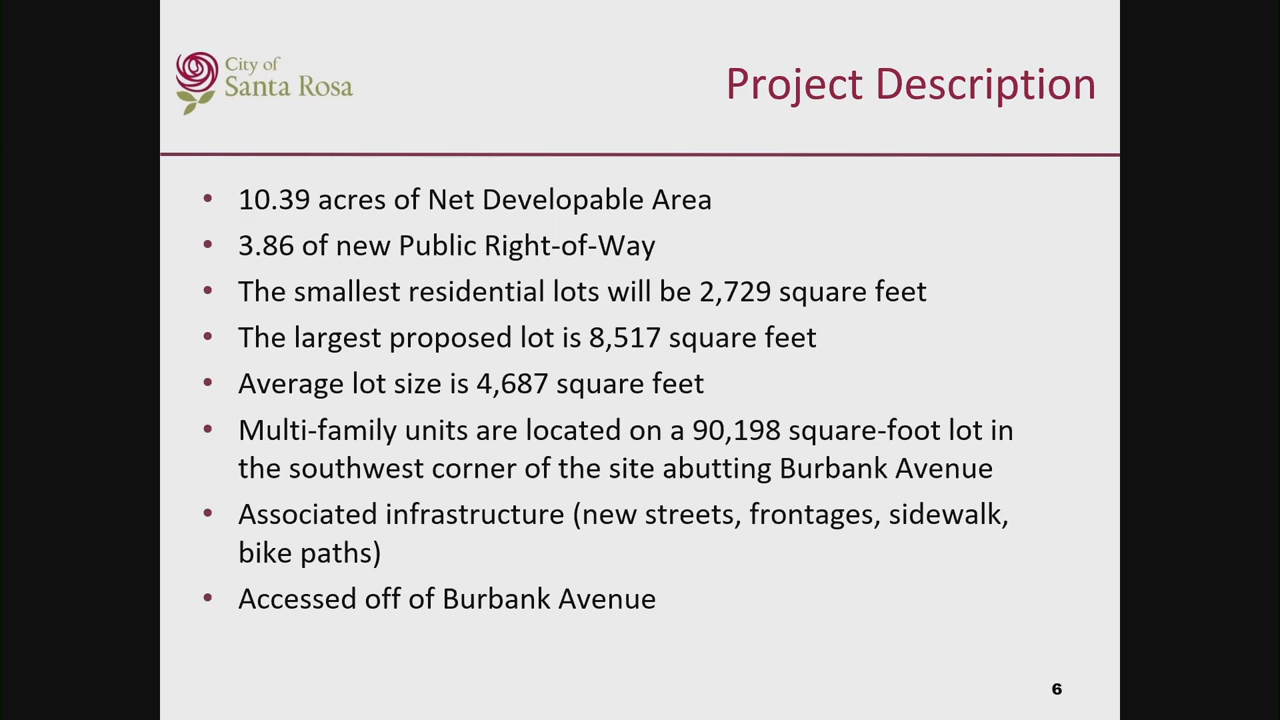 City of
Santa Rosa
Project Description
• 10.39 acres of Net Developable Area
• 3.86 of new Public Right-of-Way
• The smallest residential lots will be 2,729 square feet
• The largest proposed lot is 8,517 square feet
• Average lot size is 4,687 square feet
• Multi-family units are located on a 90,198 square-foot lot in
the southwest corner of the site abutting Burbank Avenue
• Associated infrastructure (new streets, frontages, sidewalk,
bike paths)
• Accessed off of Burbank Avenue
6